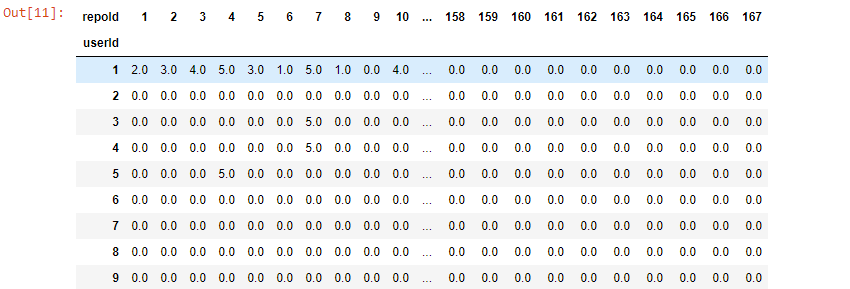 Out[11]: repoId 1 2 3 4 5 6 7 8 9 10 ... 158 159 160 161 162 163 164 165 166 167
userId
1 2.0 3.0 4.0 5.0 3.0 1.0 5.0 1.0 0.0 4.0 ... 0.0 0.0 0.0 0.0 0.0 0.0 0.0 0.0 0.0 0.0
2 0.0 0.0 0.0 0.0 0.0 0.0 0.0 0.0 0.0 0.0 ... 0.0 0.0 0.0 0.0 0.0 0.0 0.0 0.0 0.0 0.0
3 0.0 0.0 0.0 0.0 0.0 0.0 5.0 0.0 0.0 0.0 ... 0.0 0.0 0.0 0.0 0.0 0.0 0.0 0.0 0.0 0.0
4 0.0 0.0 0.0 0.0 0.0 0.0 5.0 0.0 0.0 0.0 ... 0.0 0.0 0.0 0.0 0.0 0.0 0.0 0.0 0.0 0.0
5 0.0 0.0 0.0 5.0 0.0 0.0 0.0 0.0 0.0 0.0 ... 0.0 0.0 0.0 0.0 0.0 0.0 0.0 0.0 0.0 0.0
6 0.0 0.0 0.0 0.0 0.0 0.0 0.0 0.0 0.0 0.0 ... 0.0 0.0 0.0 0.0 0.0 0.0 0.0 0.0 0.0 0.0
7 0.0 0.0 0.0 0.0 0.0 0.0 0.0 0.0 0.0 0.0 ... 0.0 0.0 0.0 0.0 0.0 0.0 0.0 0.0 0.0 0.0
8 0.0 0.0 0.0 0.0 0.0 0.0 0.0 0.0 0.0 0.0 ... 0.0 0.0 0.0 0.0 0.0 0.0 0.0 0.0 0.0 0.0
9 0.0 0.0 0.0 0.0 0.0 0.0 0.0 0.0 0.0 0.0 ... 0.0 0.0 0.0 0.0 0.0 0.0 0.0 0.0 0.0 0.0